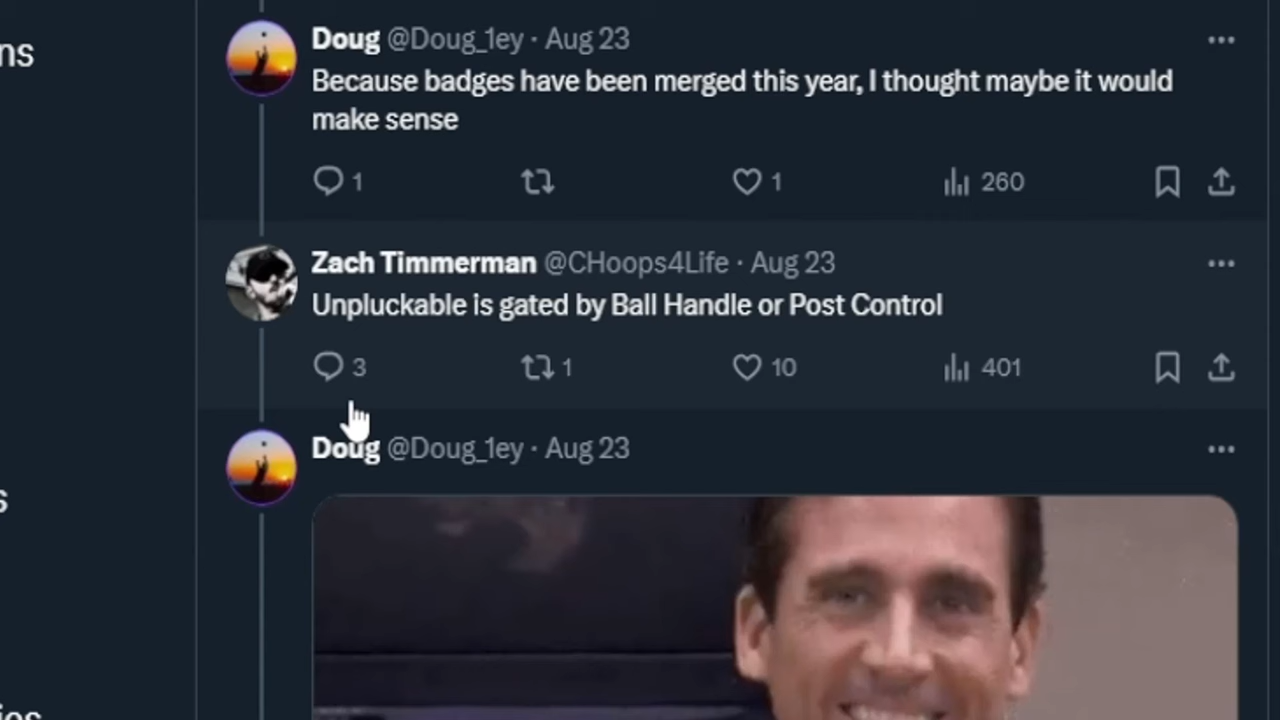 ns
Doug @Doug_1ey · Aug 23
Because badges have been merged this year, I thought maybe it would
make sense
1
1
260
Zach Timmerman @CHoops4Life · Aug 23
Unpluckable is gated by Ball Handle or Post Control
3
1
10
401
Doug @Doug_1ey · Aug 23
s
ies